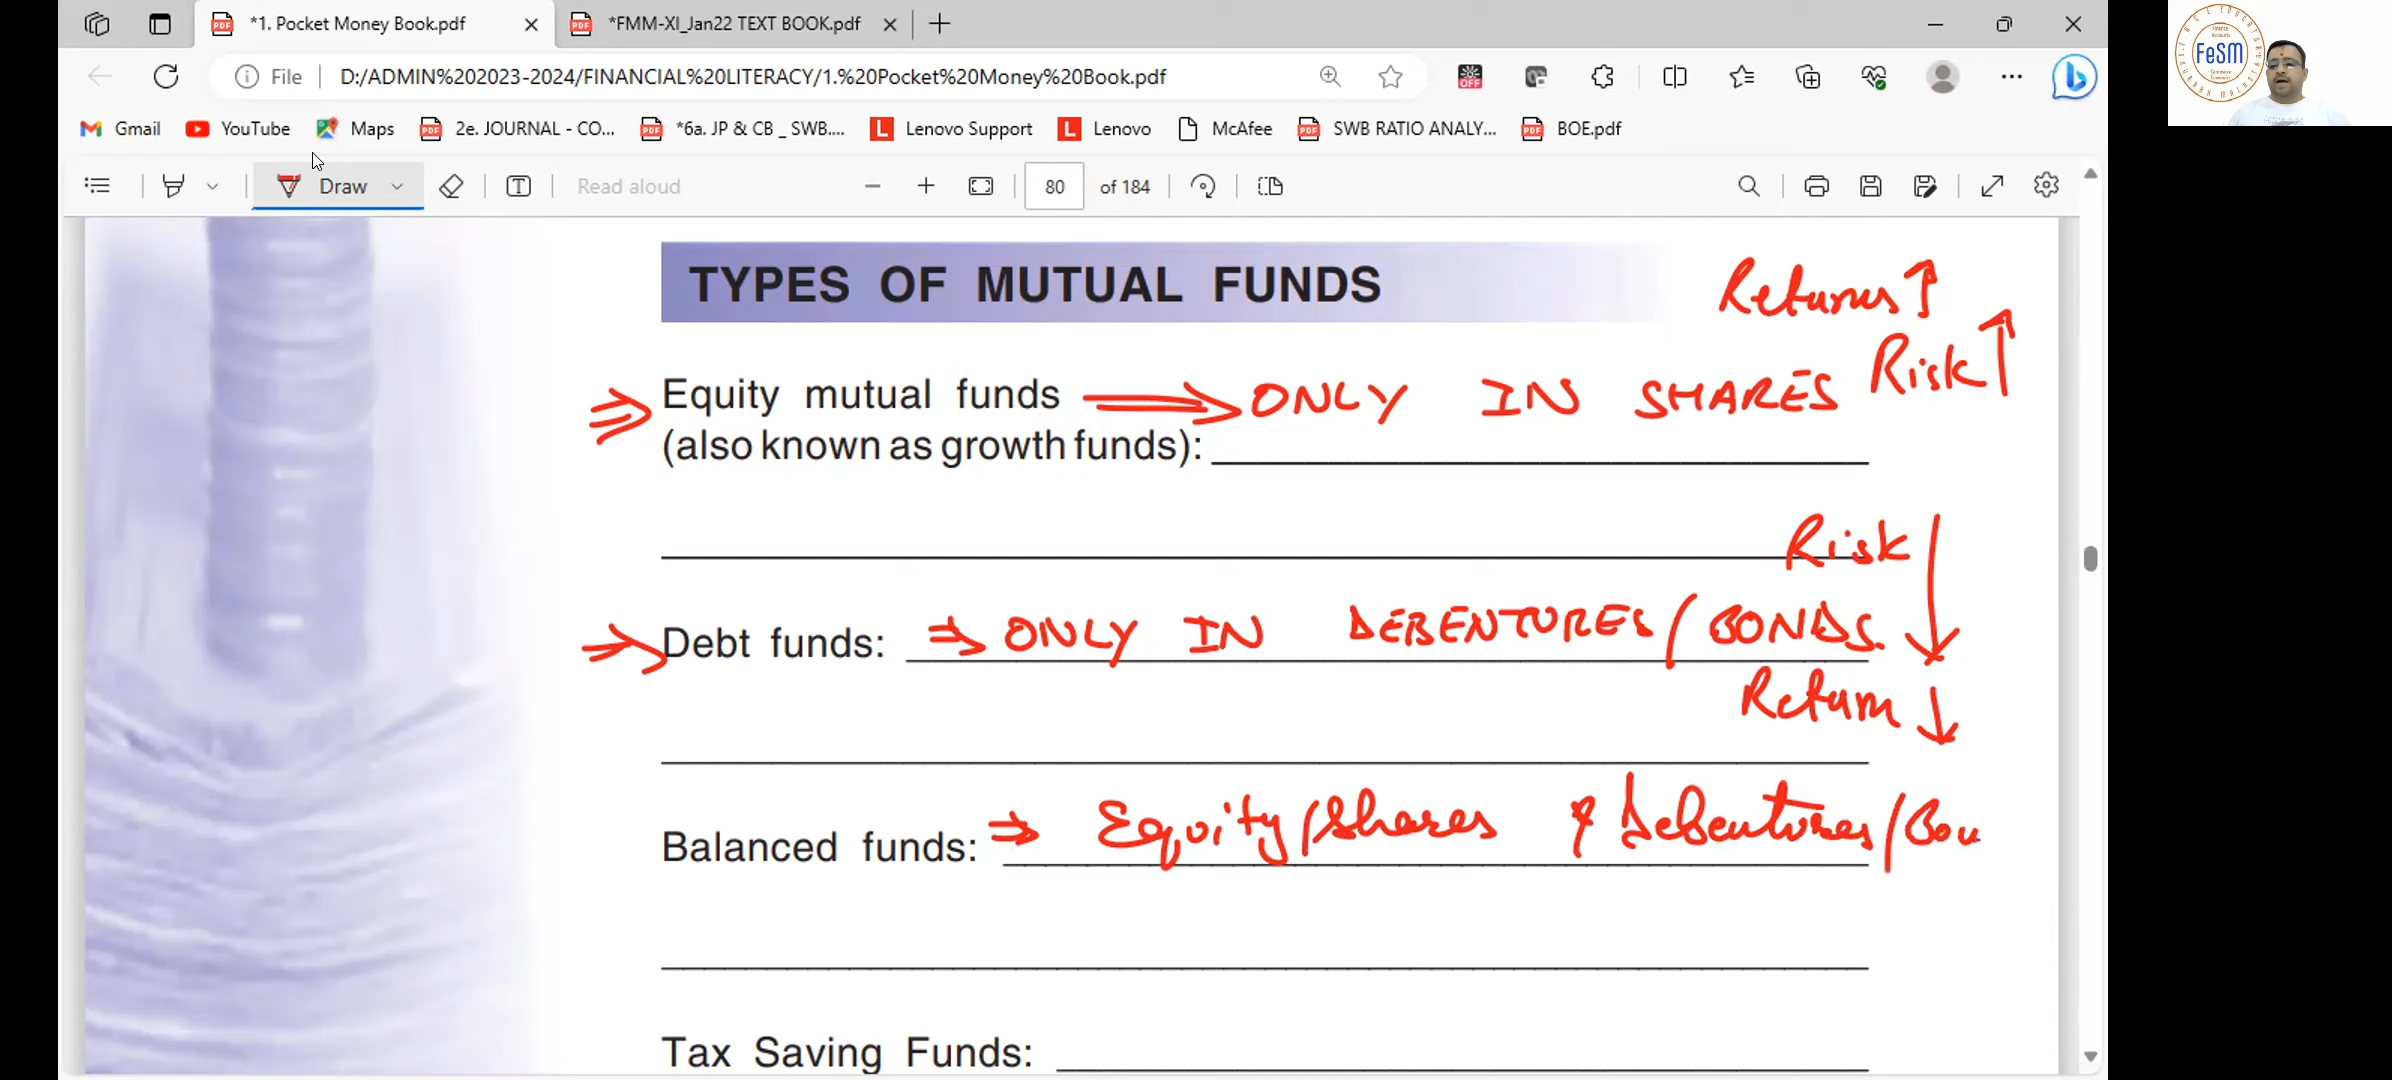 *1. Pocket Money Book.pdf
*FMM-XI_Jan22 TEXT BOOK.pdf
File
D:/ADMIN%202023-2024/FINANCIAL%20LITERACY/1.%20Pocket%20Money%20Book.pdf
OFF
Gmail
YouTube
Maps
2e. JOURNAL - CO...
*6a. JP & CB _ SWB....
Lenovo Support
Lenovo
McAfee
SWB RATIO ANALY...
BOE.pdf
Draw
Read aloud
80 of 184
FeSM
TYPES OF MUTUAL FUNDS
Returns ↑
Risk ↑
Equity mutual funds ⇒ ONLY IN SHARES
(also known as growth funds):
Risk ↓
Debt funds: ⇒ ONLY IN DEBENTURES / BONDS.
Return ↓
Balanced funds: ⇒ Equity/Shares & Debentures/Bon
Tax Saving Funds: